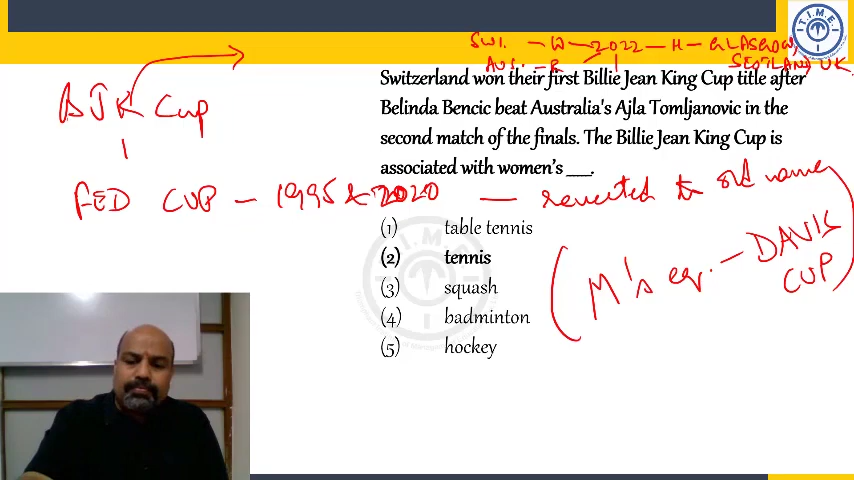 T.I.M.E.
SWI. - W - 2022 - H - GLASGOW,
AUS. - R SCOTLAND, UK.
Switzerland won their first Billie Jean King Cup title after
Belinda Bencic beat Australia's Ajla Tomljanovic in the
second match of the finals. The Billie Jean King Cup is
associated with women's ___.
BJK Cup
FED CUP - 1995 & 2020 - reverted to old names
(1) table tennis
(2) tennis
(3) squash
(4) badminton
(5) hockey
(M's eq. - DAVIS
CUP